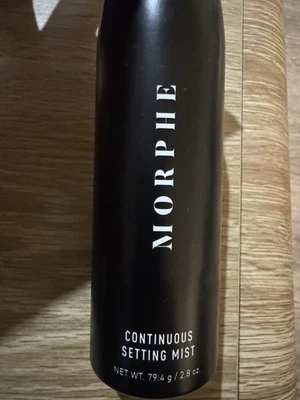 MORPHE
CONTINUOUS
SETTING MIST
NET WT. 79.4 g / 2.8 oz